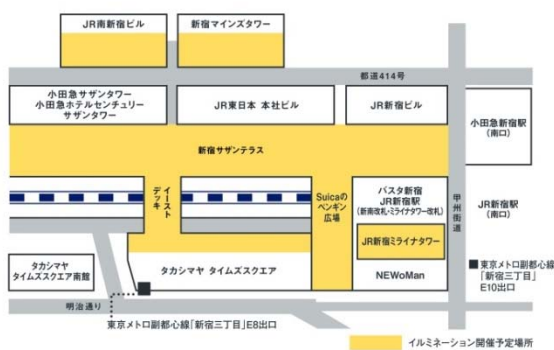 JR南新宿ビル
新宿マインズタワー
都道414号
小田急サザンタワー
小田急ホテルセンチュリー
サザンタワー
JR東日本 本社ビル
JR新宿ビル
小田急新宿駅
(南口)
新宿サザンテラス
イースト
デッキ
Suicaの
ペンギン
広場
バスタ新宿
JR新宿駅
(新南改札・ミライナタワー改札)
甲州街道
JR新宿駅
(南口)
JR新宿ミライナタワー
タカシマヤ
タイムズスクエア南館
タカシマヤ タイムズスクエア
NEWoMan
東京メトロ副都心線
「新宿三丁目」
E10出口
明治通り
東京メトロ副都心線「新宿三丁目」E8出口
イルミネーション開催予定場所